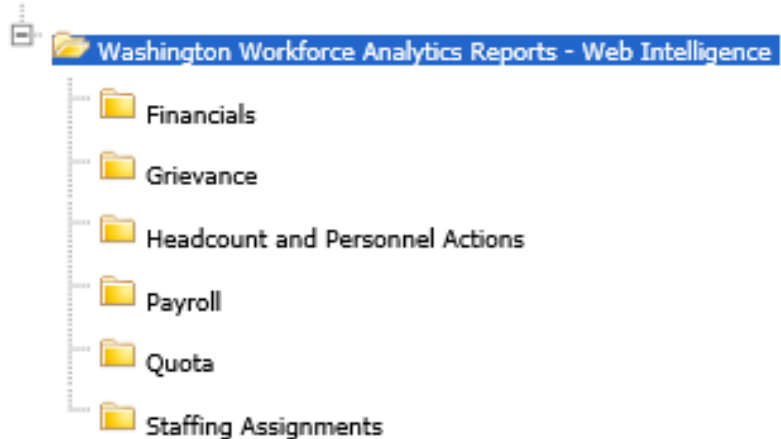 Washington Workforce Analytics Reports - Web Intelligence
Financials
Grievance
Headcount and Personnel Actions
Payroll
Quota
Staffing Assignments